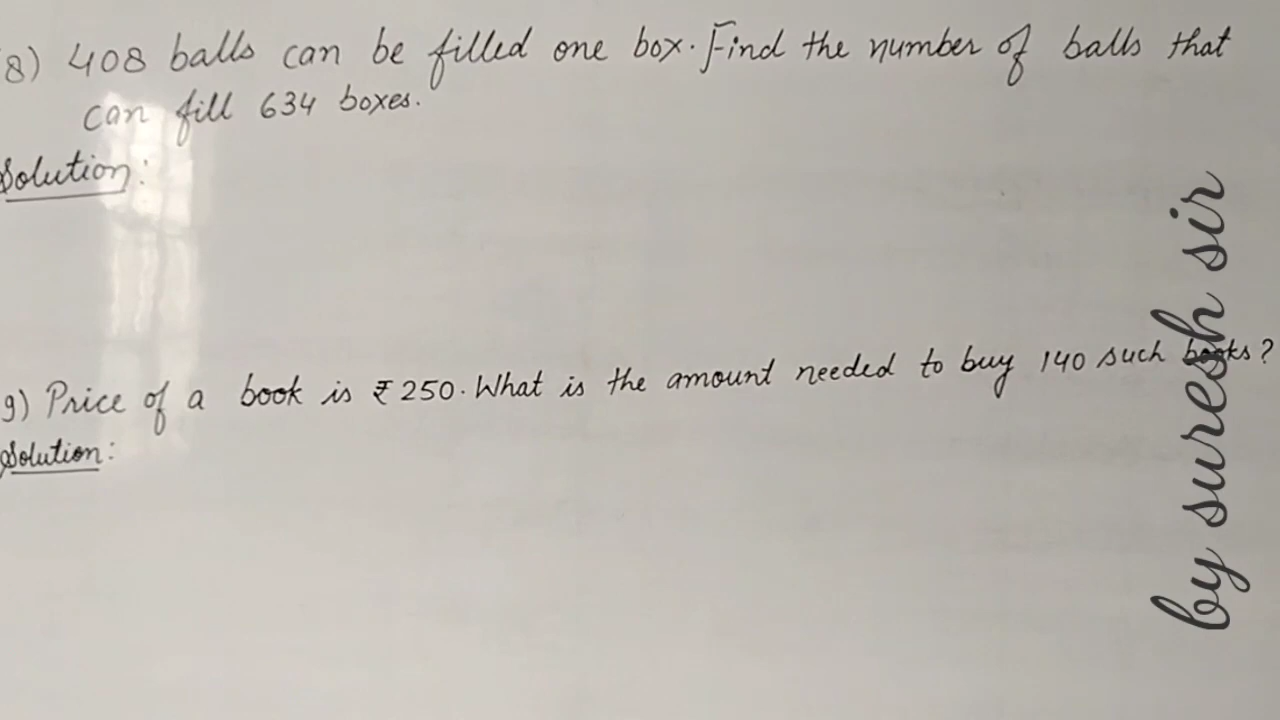 8) 408 balls can be filled one box. Find the number of balls that
can fill 634 boxes.
Solution:
9) Price of a book is ₹ 250. What is the amount needed to buy 140 such books?
Solution:
by suresh sir